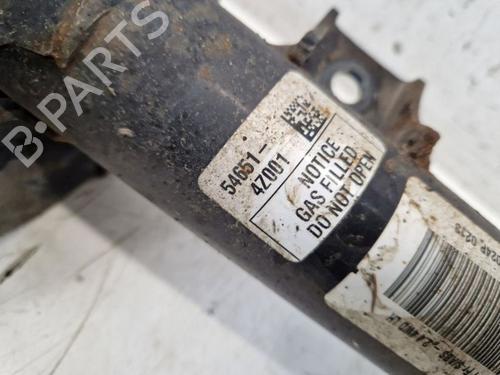 B-PARTS
54651-
4Z001
NOTICE
GAS FILLED
DO NOT OPEN